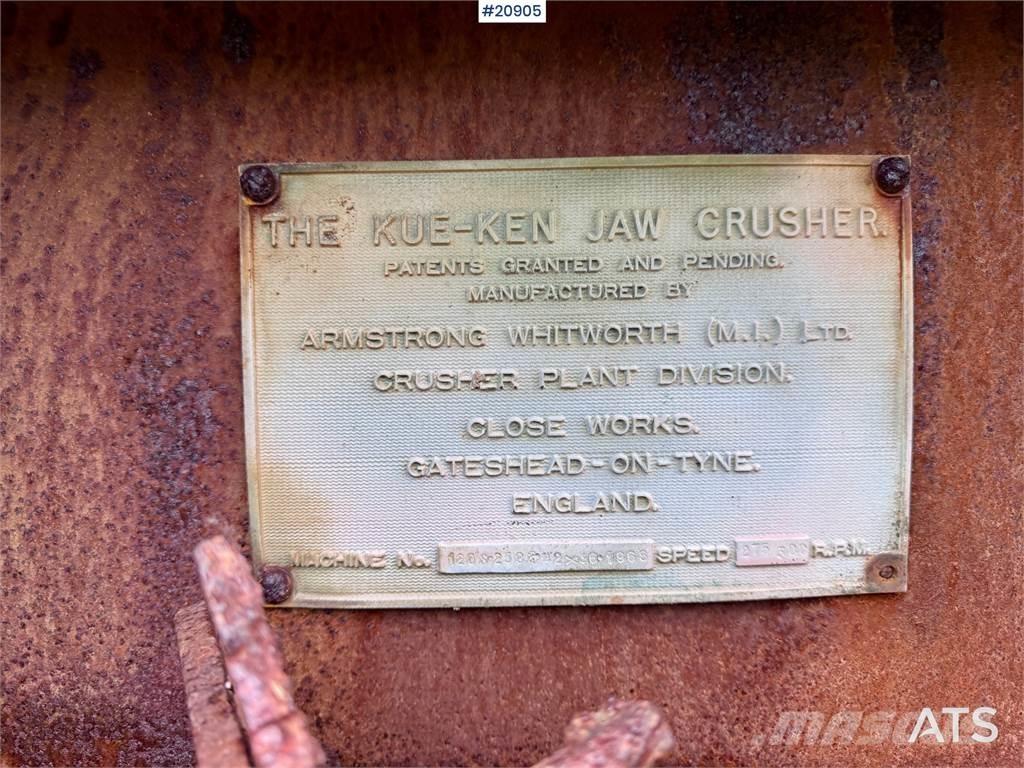 #20905
THE KUE-KEN JAW CRUSHER.
PATENTS GRANTED AND PENDING.
MANUFACTURED BY
ARMSTRONG WHITWORTH (M.I.) LTD.
CRUSHER PLANT DIVISION.
CLOSE WORKS.
GATESHEAD-ON-TYNE.
ENGLAND.
MACHINE No. SPEED R.P.M.
ATS